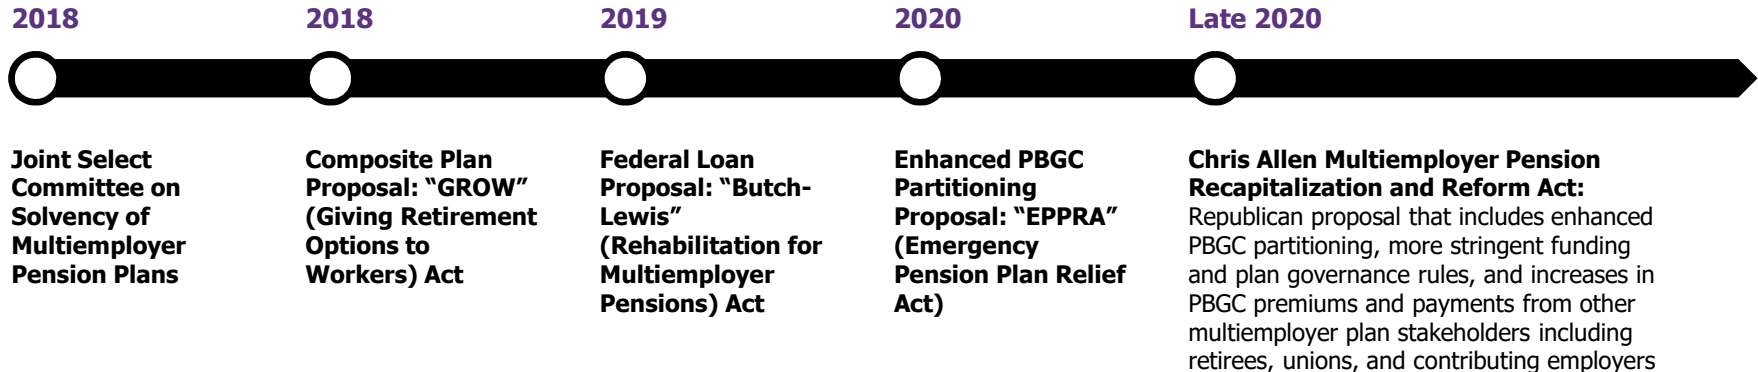 2018
Joint Select
Committee on
Solvency of
Multiemployer
Pension Plans
2018
Composite Plan
Proposal: “GROW”
(Giving Retirement
Options to
Workers) Act
2019
Federal Loan
Proposal: “Butch-
Lewis”
(Rehabilitation for
Multiemployer
Pensions) Act
2020
Enhanced PBGC
Partitioning
Proposal: “EPPRA”
(Emergency
Pension Plan Relief
Act)
Late 2020
Chris Allen Multiemployer Pension
Recapitalization and Reform Act:
Republican proposal that includes enhanced
PBGC partitioning, more stringent funding
and plan governance rules, and increases in
PBGC premiums and payments from other
multiemployer plan stakeholders including
retirees, unions, and contributing employers